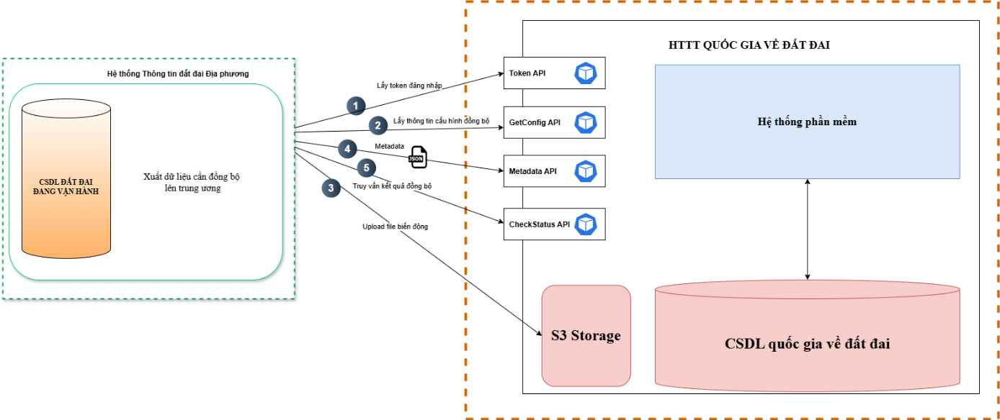 HTTT QUỐC GIA VỀ ĐẤT ĐAI
Hệ thống Thông tin đất đai Địa phương
CSDL ĐẤT ĐAI
ĐANG VẬN HÀNH
Xuất dữ liệu cần đồng bộ
lên trung ương
1
Lấy token đăng nhập
Token API
2
Lấy thông tin cấu hình đồng bộ
GetConfig API
4
Metadata
JSON
Metadata API
5
Truy vấn kết quả đồng bộ
CheckStatus API
3
Upload file biến động
S3 Storage
Hệ thống phần mềm
CSDL quốc gia về đất đai